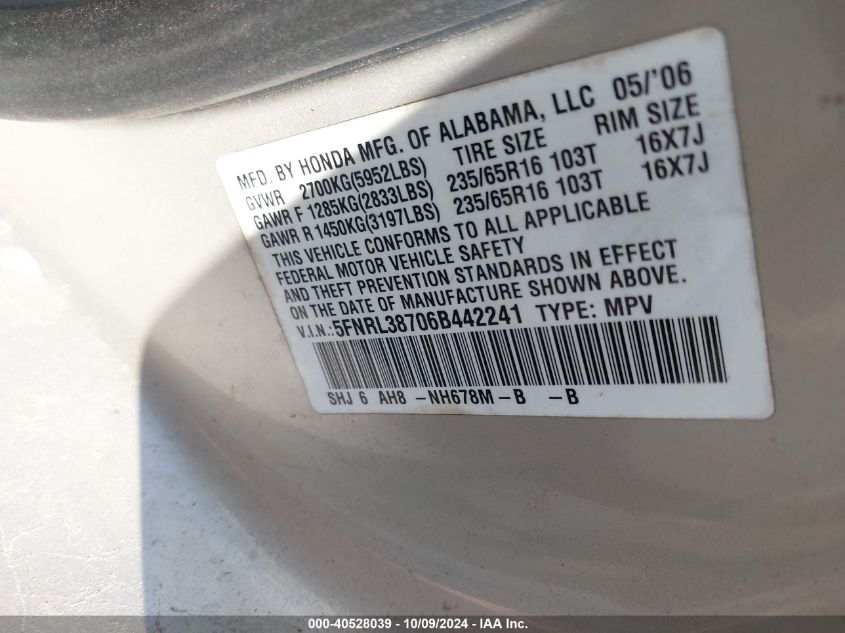 MFD. BY HONDA MFG. OF ALABAMA, LLC 05/'06
GVWR 2700KG(5952LBS) TIRE SIZE RIM SIZE
GAWR F 1285KG(2833LBS) 235/65R16 103T 16X7J
GAWR R 1450KG(3197LBS) 235/65R16 103T 16X7J
THIS VEHICLE CONFORMS TO ALL APPLICABLE
FEDERAL MOTOR VEHICLE SAFETY
AND THEFT PREVENTION STANDARDS IN EFFECT
ON THE DATE OF MANUFACTURE SHOWN ABOVE.
V.I.N.:5FNRL38706B442241 TYPE: MPV
SHJ 6 AH8 -NH678M-B -B
000-40528039 - 10/09/2024 - IAA Inc.